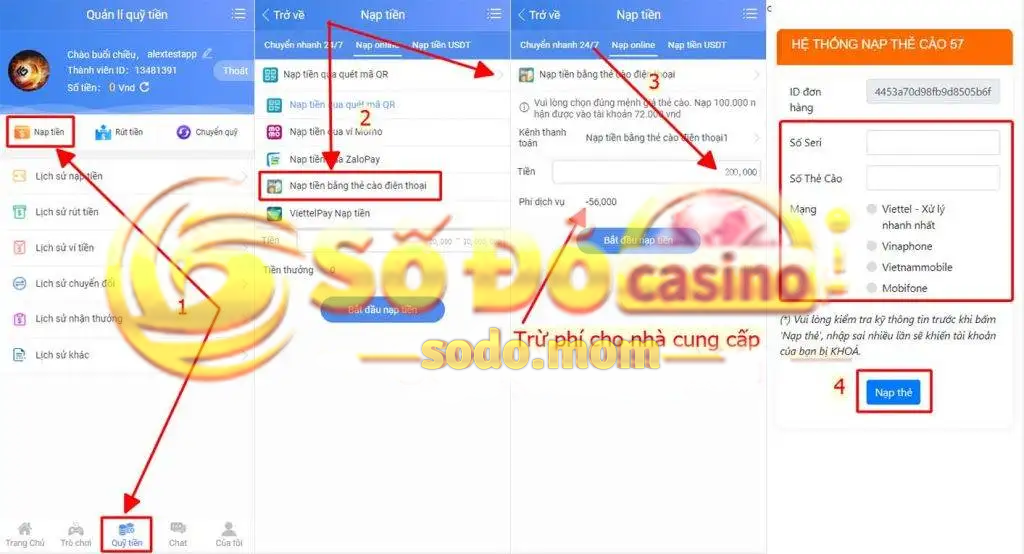 Quản lí quỹ tiền
Chào buổi chiều, alextestapp
Thành viên ID: 13481391
Số tiền: 0 Vnd
Thoát
Nạp tiền
Rút tiền
Chuyển quỹ
Lịch sử nạp tiền
Lịch sử rút tiền
Lịch sử ví tiền
Lịch sử chuyển đổi
Lịch sử nhận thưởng
Lịch sử khác
1
Trang Chủ
Trò chơi
Quỹ tiền
Chat
Của tôi
Trở về
Nạp tiền
Chuyển nhanh 24/7
Nạp online
Nạp tiền USDT
Nạp tiền qua quét mã QR
Nạp tiền qua quét mã QR
2
Nạp tiền qua ví Momo
Nạp tiền qua ZaloPay
Nạp tiền bằng thẻ cào điện thoại
ViettelPay Nạp tiền
Tiền
Tiền thưởng 0
Bắt đầu nạp tiền
Trở về
Nạp tiền
Chuyển nhanh 24/7
Nạp online
Nạp tiền USDT
Nạp tiền bằng thẻ cào điện thoại
3
Vui lòng chọn đúng mệnh giá thẻ cào. Nạp 100.000 n
hận được vào tài khoản 72.000 vnd
Kênh thanh
toán
Nạp tiền bằng thẻ cào điện thoại1
Tiền
200,000
Phí dịch vụ
-56,000
Bắt đầu nạp tiền
Trừ phí cho nhà cung cấp
SỐ ĐỎ casino
sodo.mom
c
HỆ THỐNG NẠP THẺ CÀO 57
ID đơn
hàng
4453a70d98fb9d8505b6f
Số Seri
Số Thẻ Cào
Mạng
Viettel - Xử lý
nhanh nhất
Vinaphone
Vietnammobile
Mobifone
(*) Vui lòng kiểm tra kỹ thông tin trước khi bấm
'Nạp thẻ', nhập sai nhiều lần sẽ khiến tài khoản
của bạn bị KHOÁ.
4
Nạp thẻ